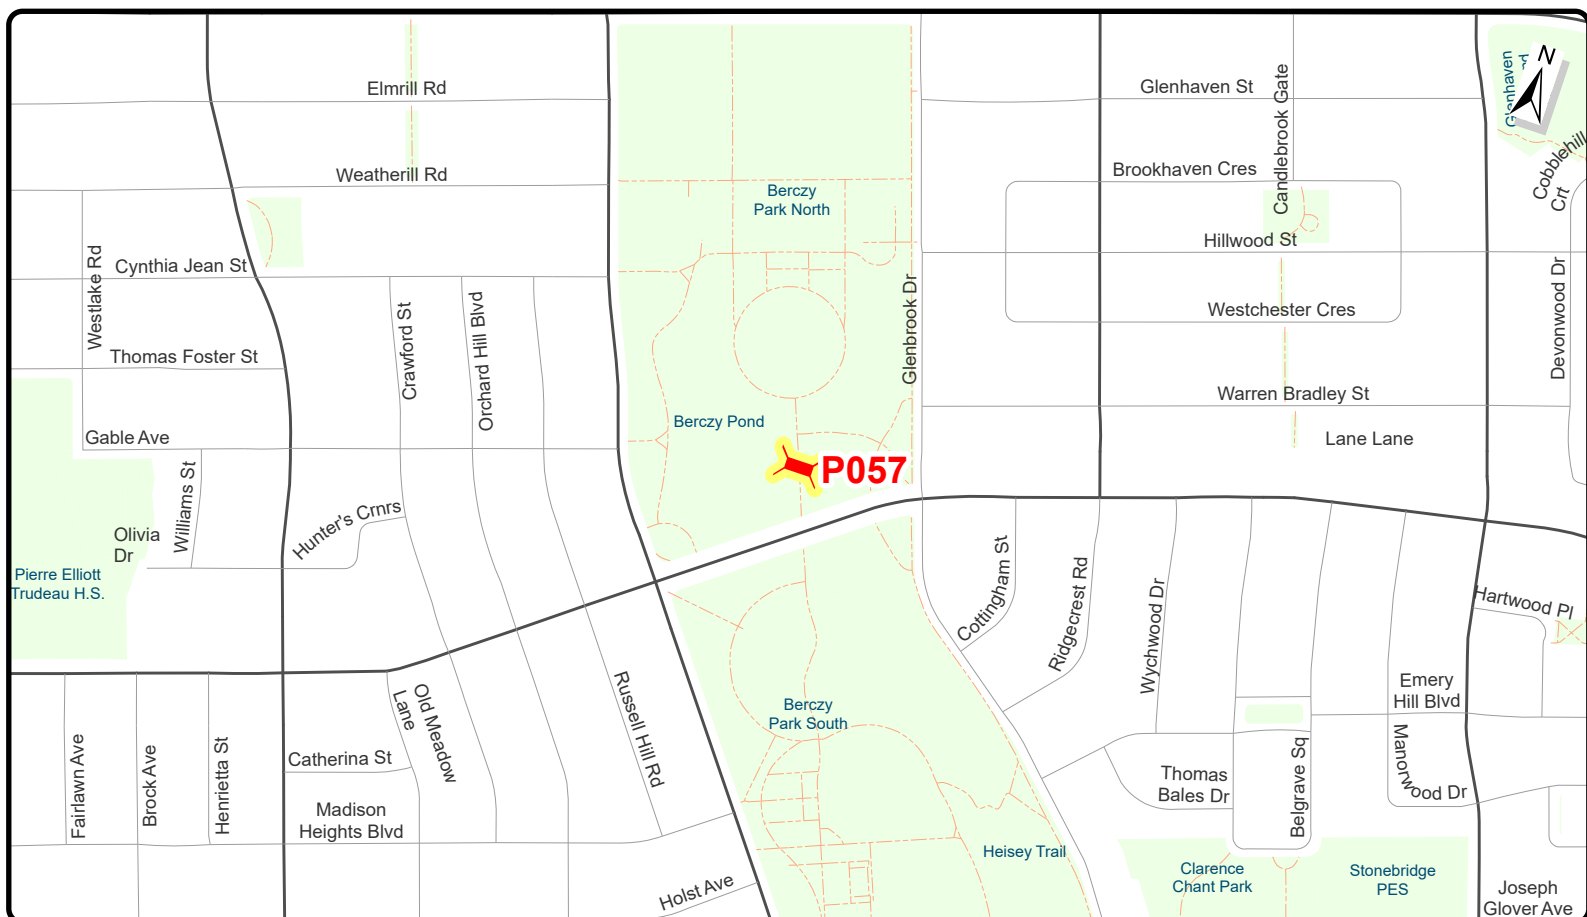 Elmrill Rd
Weatherill Rd
Westlake Rd
Cynthia Jean St
Thomas Foster St
Crawford St
Orchard Hill Blvd
Gable Ave
Williams St
Olivia
Dr
Hunter's Crnrs
Pierre Elliott
Trudeau H.S.
Berczy
Park North
Glenbrook Dr
Berczy Pond
P057
Glenhaven St
Candlebrook Gate
Brookhaven Cres
Hillwood St
Westchester Cres
Warren Bradley St
Lane Lane
Glenhaven
N
Cobblehill
Crt
Devonwood Dr
Cottingham St
Ridgecrest Rd
Wychwood Dr
Hartwood Pl
Emery
Hill Blvd
Manorwood Dr
Belgrave Sq
Thomas
Bales Dr
Fairlawn Ave
Brock Ave
Henrietta St
Catherina St
Old Meadow
Lane
Madison
Heights Blvd
Russell Hill Rd
Holst Ave
Berczy
Park South
Heisey Trail
Clarence
Chant Park
Stonebridge
PES
Joseph
Glover Ave